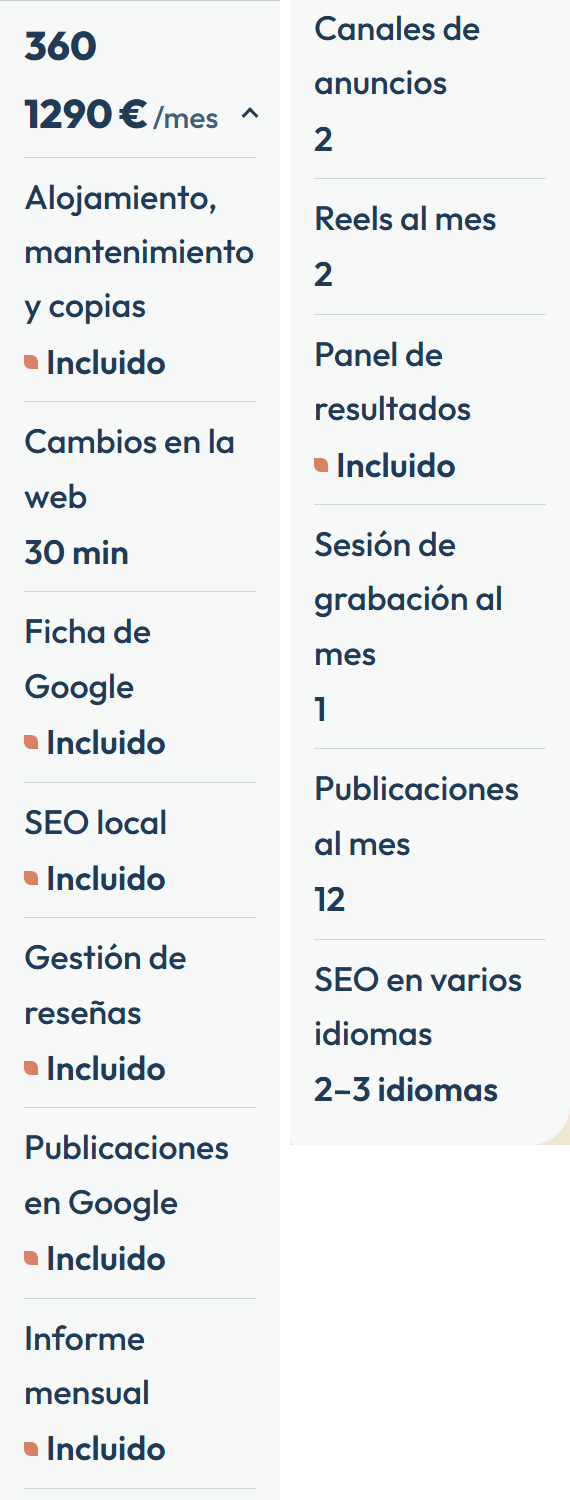 360
1290 € /mes
Alojamiento,
mantenimiento
y copias
Incluido
Cambios en la
web
30 min
Ficha de
Google
Incluido
SEO local
Incluido
Gestión de
reseñas
Incluido
Publicaciones
en Google
Incluido
Informe
mensual
Incluido
Canales de
anuncios
2
Reels al mes
2
Panel de
resultados
Incluido
Sesión de
grabación al
mes
1
Publicaciones
al mes
12
SEO en varios
idiomas
2–3 idiomas